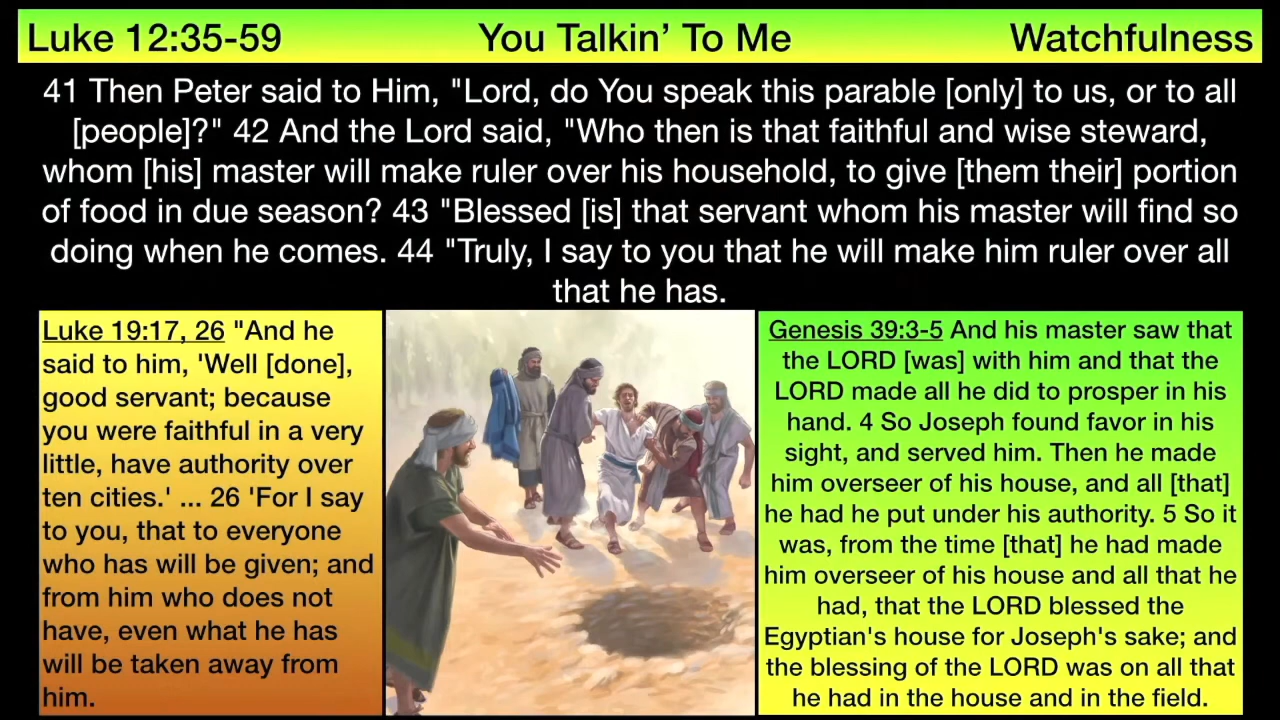 Luke 12:35-59 You Talkin’ To Me Watchfulness
41 Then Peter said to Him, "Lord, do You speak this parable [only] to us, or to all
[people]?" 42 And the Lord said, "Who then is that faithful and wise steward,
whom [his] master will make ruler over his household, to give [them their] portion
of food in due season? 43 "Blessed [is] that servant whom his master will find so
doing when he comes. 44 "Truly, I say to you that he will make him ruler over all
that he has.
Luke 19:17, 26 "And he
said to him, 'Well [done],
good servant; because
you were faithful in a very
little, have authority over
ten cities.' ... 26 'For I say
to you, that to everyone
who has will be given; and
from him who does not
have, even what he has
will be taken away from
him.
Genesis 39:3-5 And his master saw that
the LORD [was] with him and that the
LORD made all he did to prosper in his
hand. 4 So Joseph found favor in his
sight, and served him. Then he made
him overseer of his house, and all [that]
he had he put under his authority. 5 So it
was, from the time [that] he had made
him overseer of his house and all that he
had, that the LORD blessed the
Egyptian's house for Joseph's sake; and
the blessing of the LORD was on all that
he had in the house and in the field.